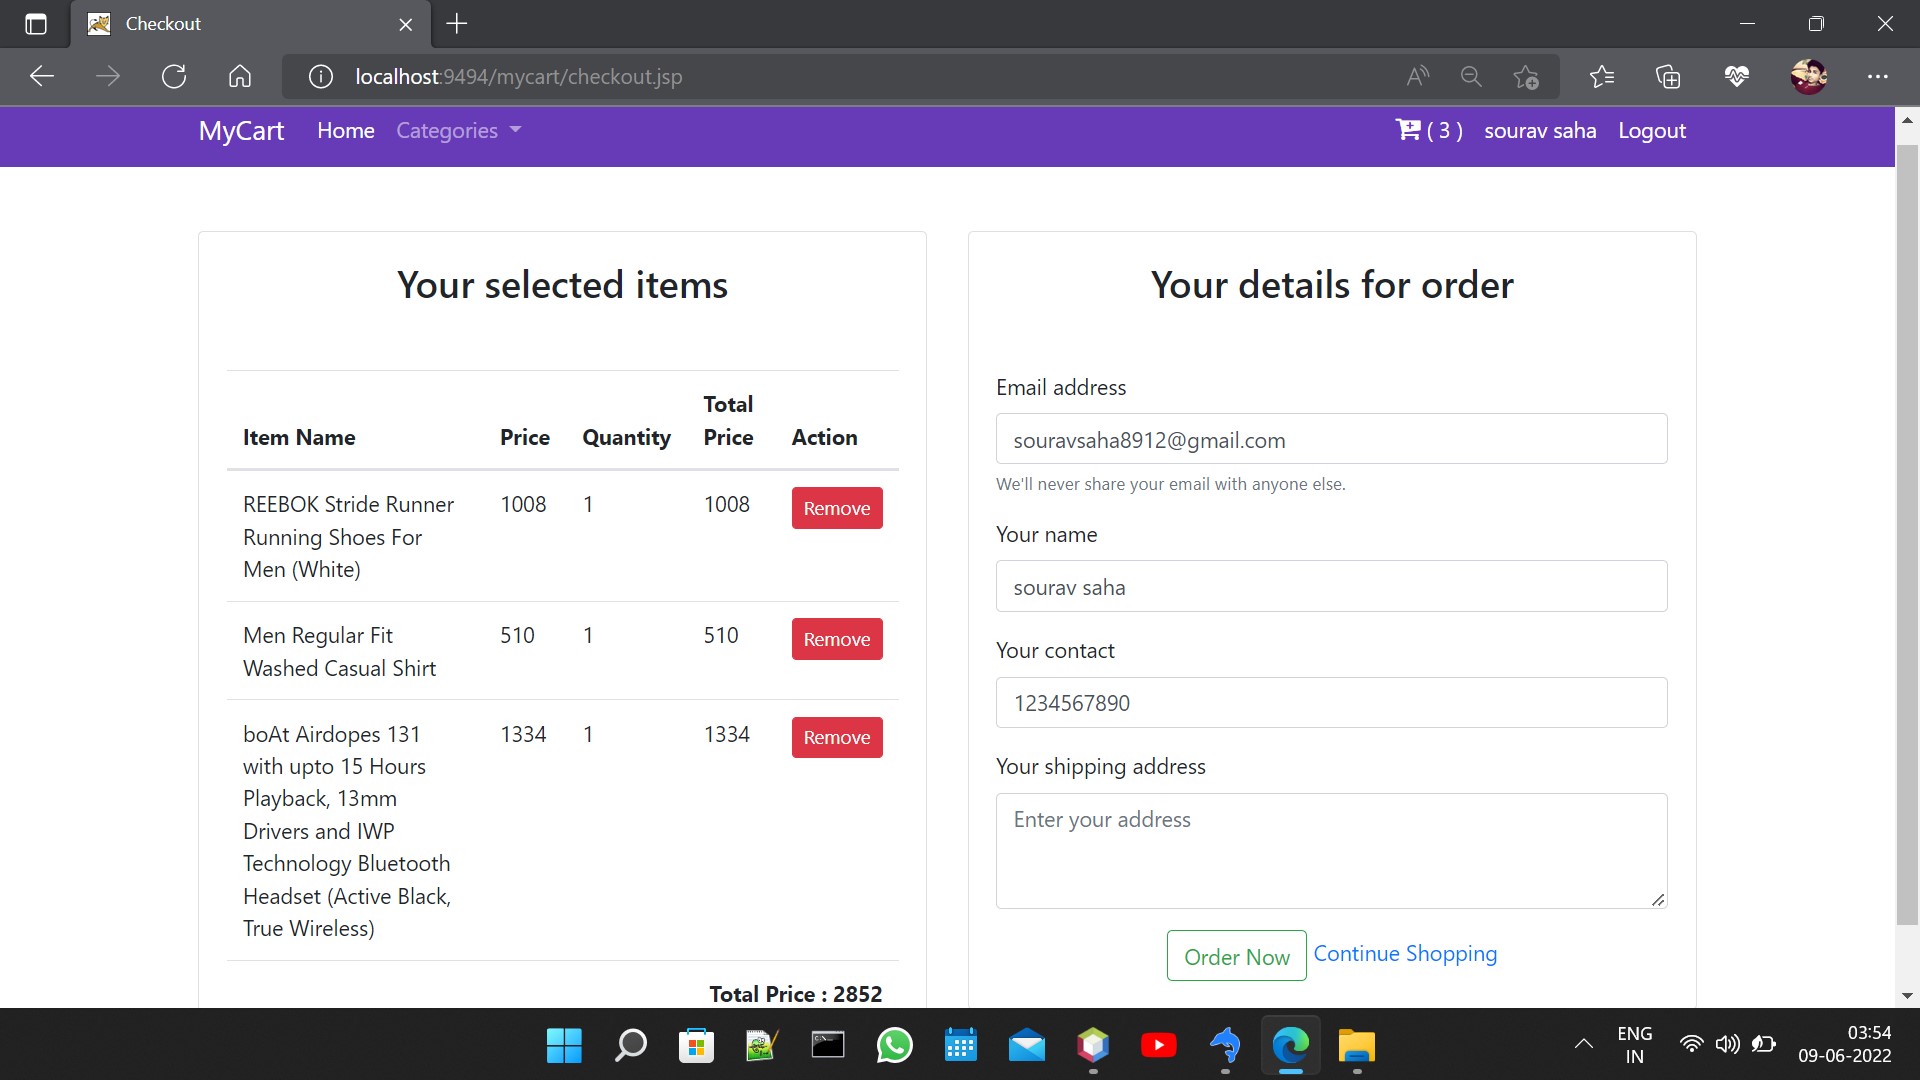 Checkout
localhost:9494/mycart/checkout.jsp
MyCart Home Categories ( 3 ) sourav saha Logout
Your selected items
Item Name Price Quantity Total Price Action
REEBOK Stride Runner 1008 1 1008 Remove
Running Shoes For
Men (White)
Men Regular Fit 510 1 510 Remove
Washed Casual Shirt
boAt Airdopes 131 1334 1 1334 Remove
with upto 15 Hours
Playback, 13mm
Drivers and IWP
Technology Bluetooth
Headset (Active Black,
True Wireless)
Total Price : 2852
Your details for order
Email address
souravsaha8912@gmail.com
We'll never share your email with anyone else.
Your name
sourav saha
Your contact
1234567890
Your shipping address
Enter your address
Order Now Continue Shopping
ENG
IN
03:54
09-06-2022